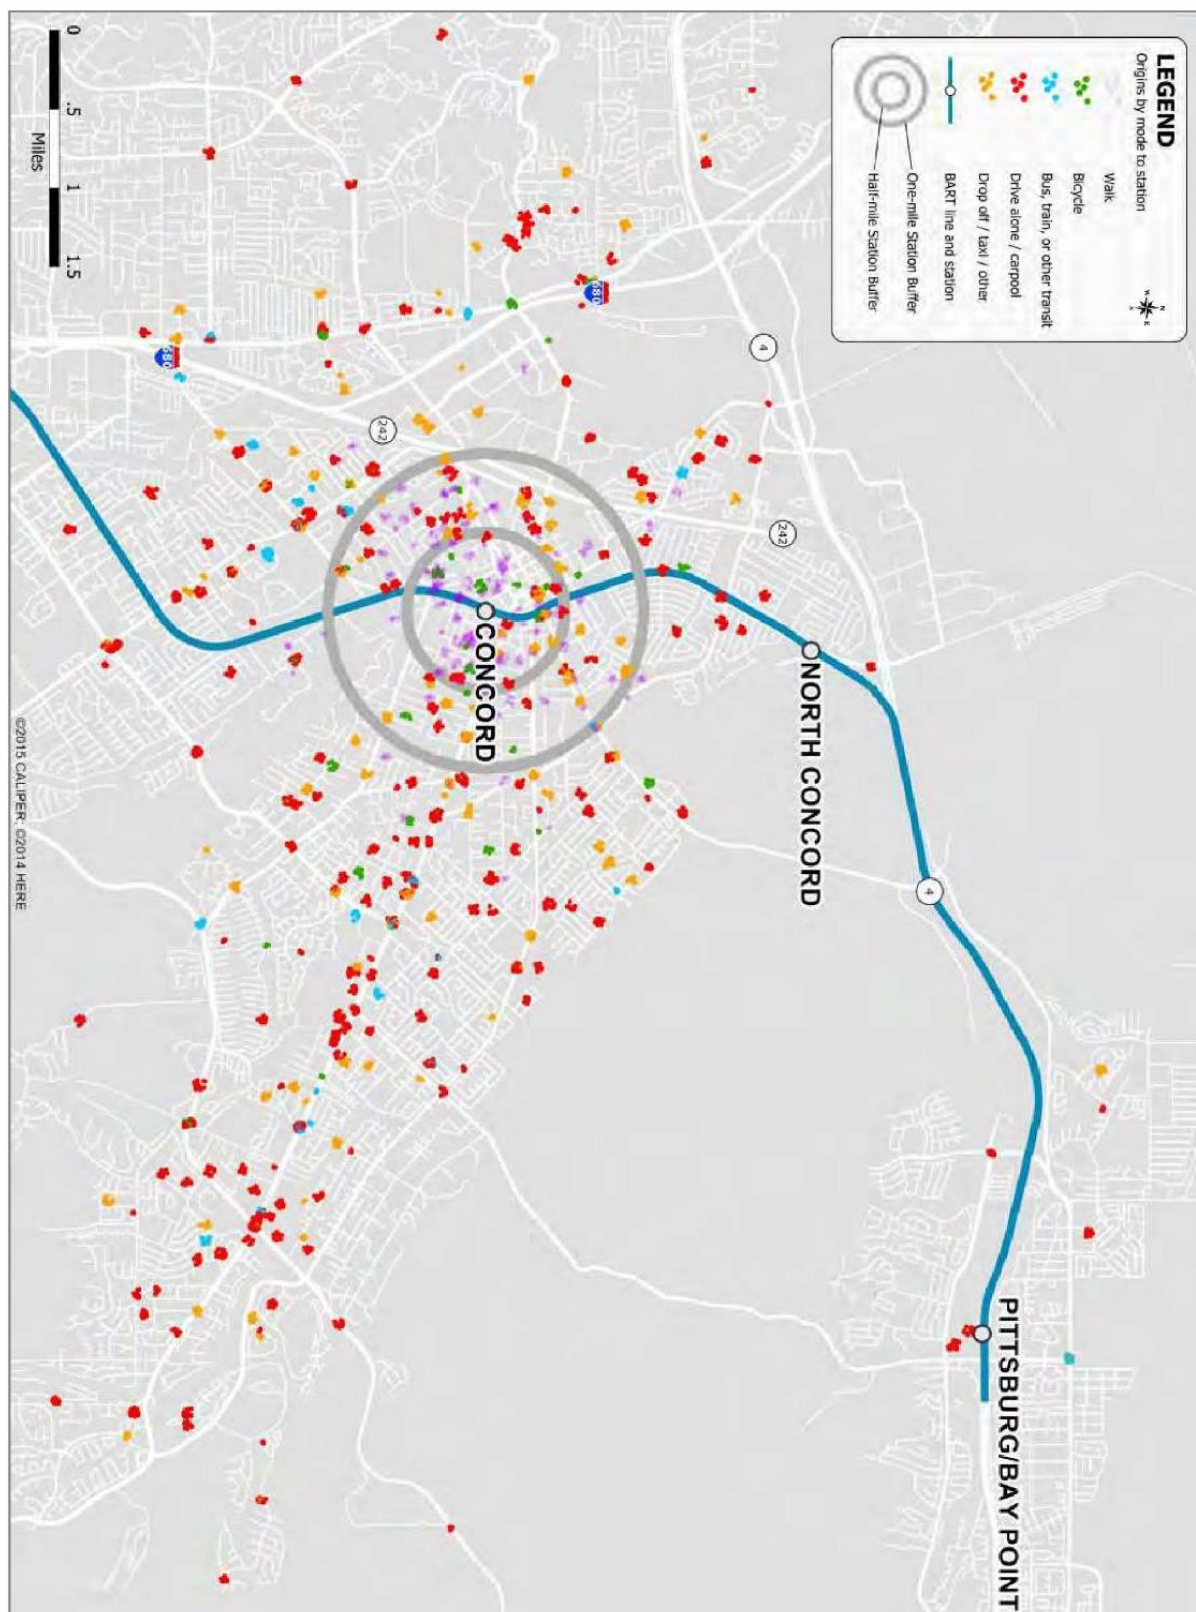 LEGEND
Origins by mode to station
N
W
E
S
Walk
Bicycle
Bus, train, or other transit
Drive alone / carpool
Drop off / taxi / other
BART line and station
One-mile Station Buffer
Half-mile Station Buffer
680
4
242
NORTH CONCORD
4
PITTSBURG/BAY POINT
CONCORD
242
680
0 .5 1 1.5
Miles
©2015 CALIPER; ©2014 HERE